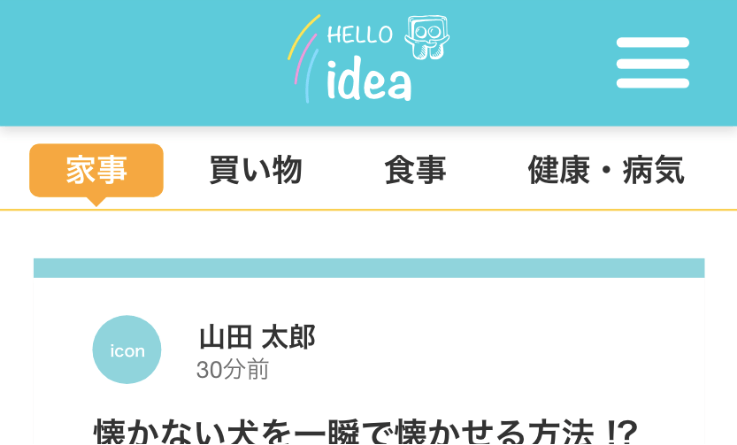 HELLO
idea
家事 買い物 食事 健康・病気
icon 山田 太郎
30分前
懐かない犬を一瞬で懐かせる方法 !?